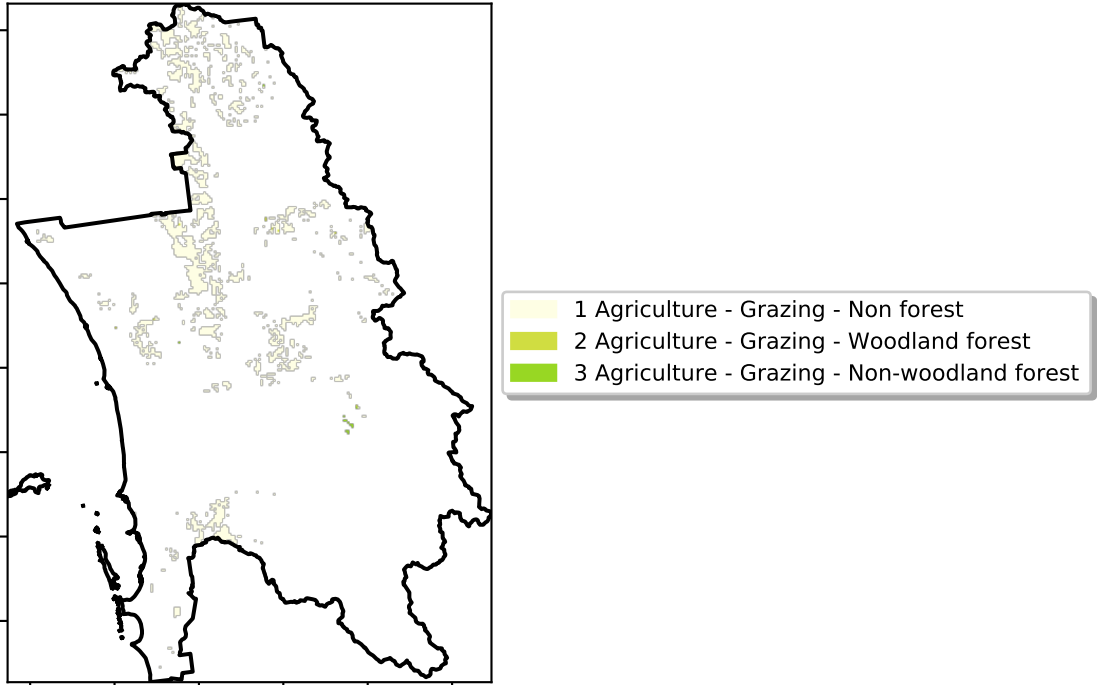 1 Agriculture - Grazing - Non forest
2 Agriculture - Grazing - Woodland forest
3 Agriculture - Grazing - Non-woodland forest